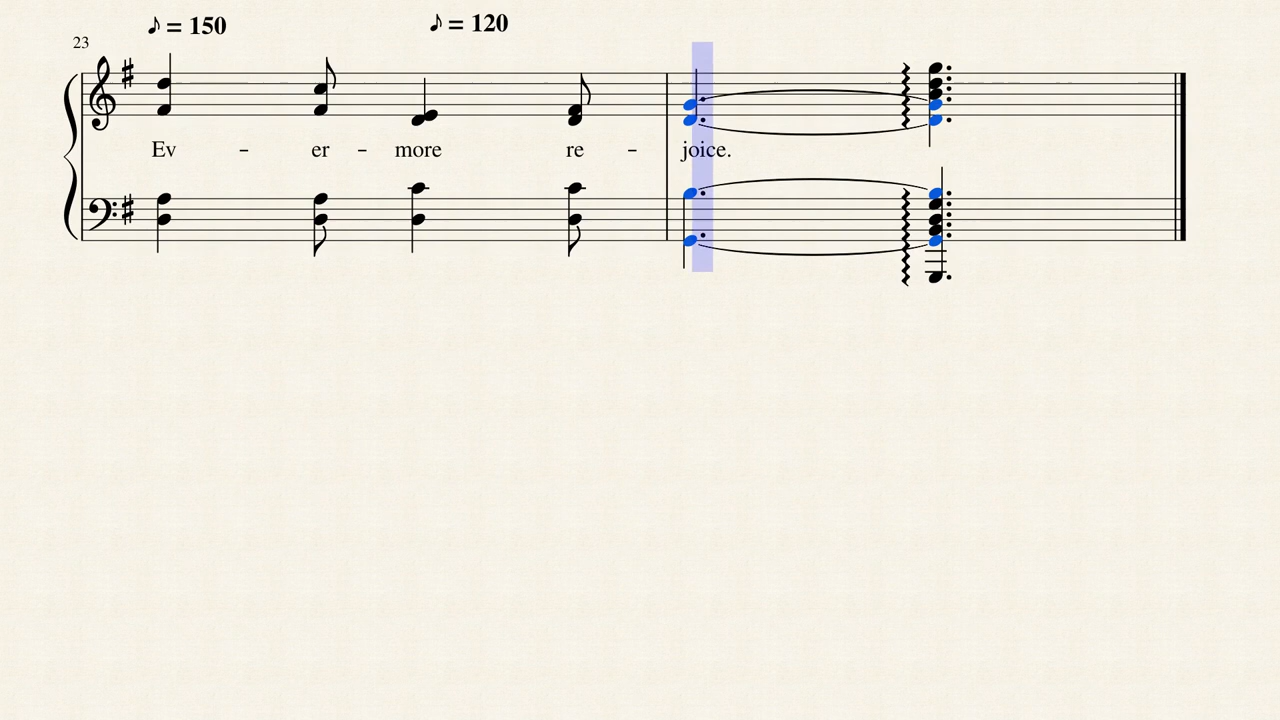 ♪ = 150 ♪ = 120
23
Ev - er - more re - joice.